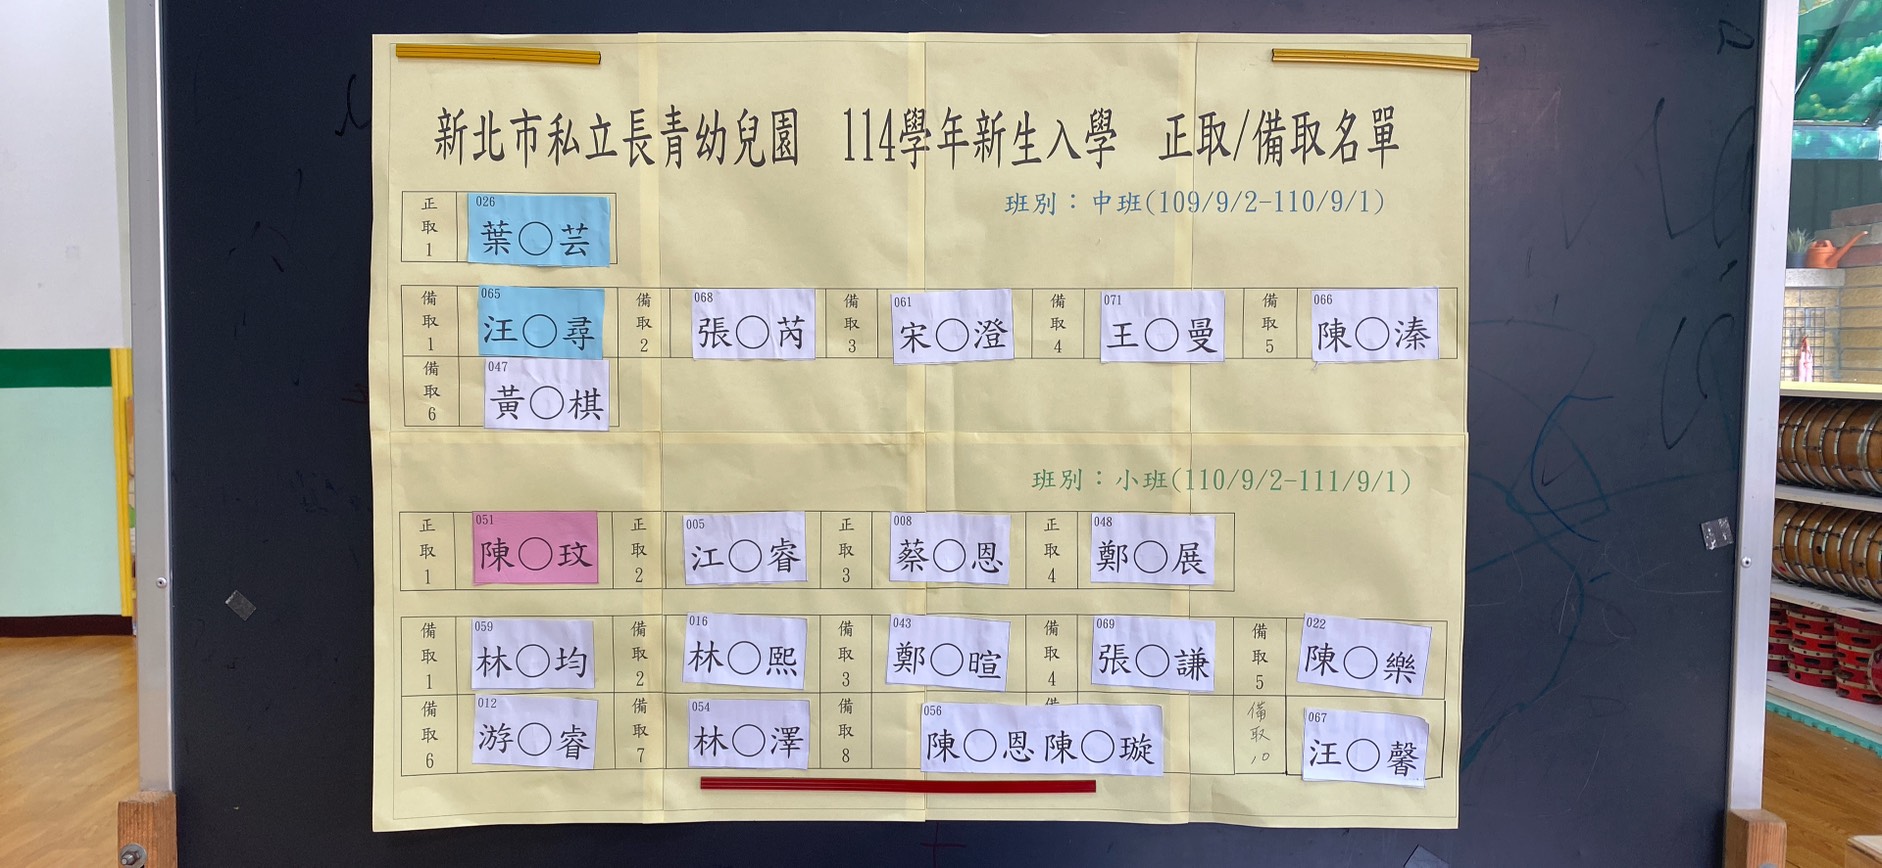 新北市私立長青幼兒園 114學年新生入學 正取/備取名單
班別：中班(109/9/2-110/9/1)
正取1 026 葉○芸
備取1 065 汪○尋 備取2 068 張○芮 備取3 061 宋○澄 備取4 071 王○曼 備取5 066 陳○溱
備取6 047 黃○棋
班別：小班(110/9/2-111/9/1)
正取1 051 陳○玟 正取2 005 江○睿 正取3 008 蔡○恩 正取4 048 鄭○展
備取1 059 林○均 備取2 016 林○熙 備取3 043 鄭○暄 備取4 069 張○謙 備取5 022 陳○樂
備取6 012 游○睿 備取7 054 林○澤 備取8 056 陳○恩 陳○璇 備取10 067 汪○馨